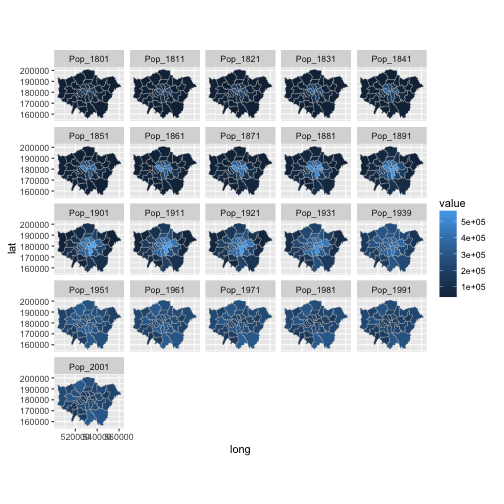 Pop_1801 Pop_1811 Pop_1821 Pop_1831 Pop_1841
200000
190000
180000
170000
160000
Pop_1851 Pop_1861 Pop_1871 Pop_1881 Pop_1891
200000
190000
180000
170000
160000
Pop_1901 Pop_1911 Pop_1921 Pop_1931 Pop_1939
200000
190000
180000
170000
160000
Pop_1951 Pop_1961 Pop_1971 Pop_1981 Pop_1991
200000
190000
180000
170000
160000
Pop_2001
200000
190000
180000
170000
160000
520000 540000 560000
long
lat
value
5e+05
4e+05
3e+05
2e+05
1e+05